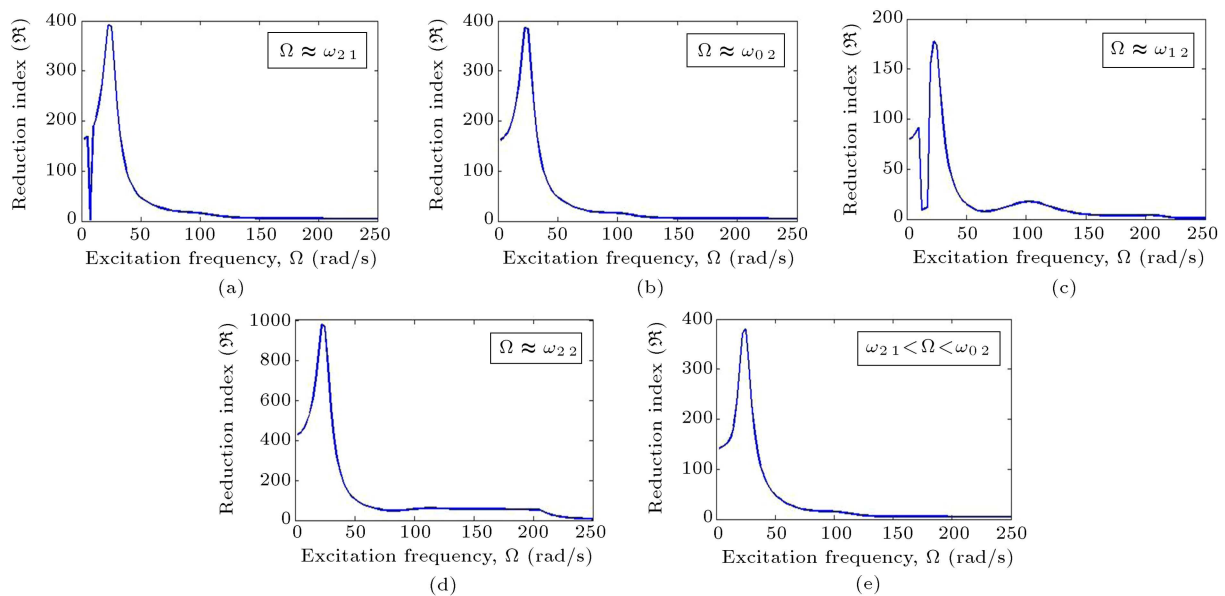 Reduction index (ℜ)
400
300
200
100
0
Ω ≈ ω₂ ₁
0 50 100 150 200 250
Excitation frequency, Ω (rad/s)
(a)
Reduction index (ℜ)
400
300
200
100
0
Ω ≈ ω₀ ₂
0 50 100 150 200 250
Excitation frequency, Ω (rad/s)
(b)
Reduction index (ℜ)
200
150
100
50
0
Ω ≈ ω₁ ₂
0 50 100 150 200 250
Excitation frequency, Ω (rad/s)
(c)
Reduction index (ℜ)
1000
800
600
400
200
0
Ω ≈ ω₂ ₂
0 50 100 150 200 250
Excitation frequency, Ω (rad/s)
(d)
Reduction index (ℜ)
400
300
200
100
0
ω₂ ₁<Ω<ω₀ ₂
0 50 100 150 200 250
Excitation frequency, Ω (rad/s)
(e)